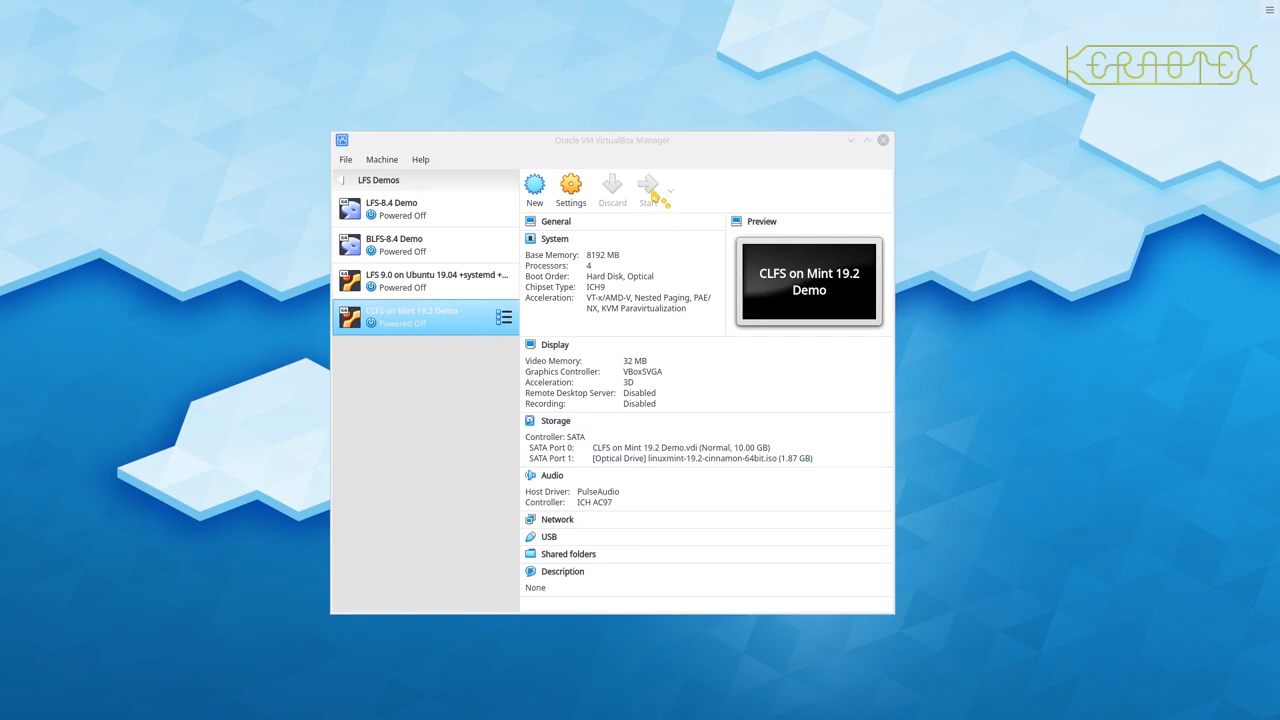 KERNOTEX
Oracle VM VirtualBox Manager
File Machine Help
LFS Demos
LFS-8.4 Demo
Powered Off
BLFS-8.4 Demo
Powered Off
LFS 9.0 on Ubuntu 19.04 +systemd +...
Powered Off
CLFS on Mint 19.2 Demo
Powered Off
New Settings Discard Start
General
System
Base Memory: 8192 MB
Processors: 4
Boot Order: Hard Disk, Optical
Chipset Type: ICH9
Acceleration: VT-x/AMD-V, Nested Paging, PAE/
NX, KVM Paravirtualization
Preview
CLFS on Mint 19.2
Demo
Display
Video Memory: 32 MB
Graphics Controller: VBoxSVGA
Acceleration: 3D
Remote Desktop Server: Disabled
Recording: Disabled
Storage
Controller: SATA
SATA Port 0: CLFS on Mint 19.2 Demo.vdi (Normal, 10.00 GB)
SATA Port 1: [Optical Drive] linuxmint-19.2-cinnamon-64bit.iso (1.87 GB)
Audio
Host Driver: PulseAudio
Controller: ICH AC97
Network
USB
Shared folders
Description
None